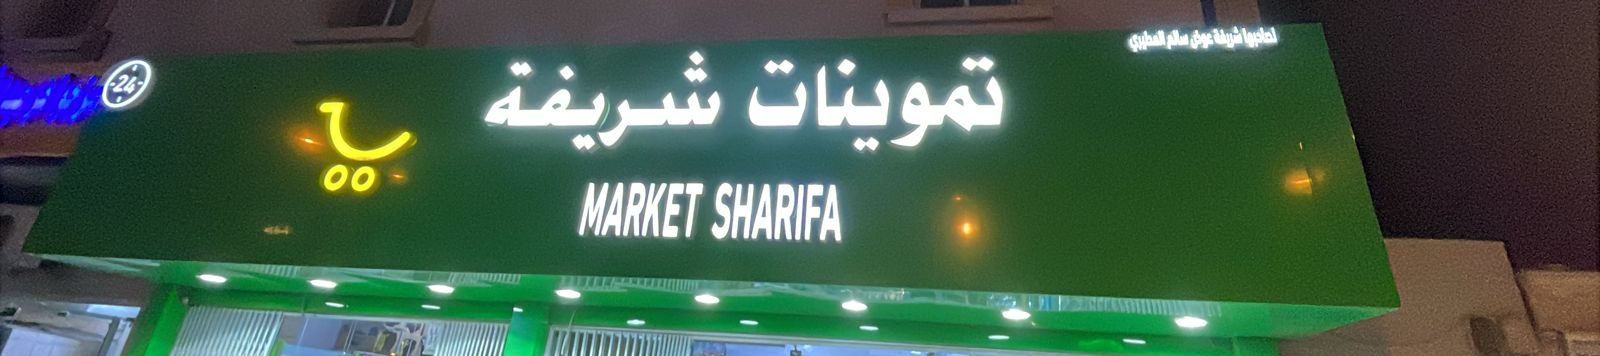 لصاحبها شريفة عوض سالم المطيري
تموينات شريفة
24
MARKET SHARIFA